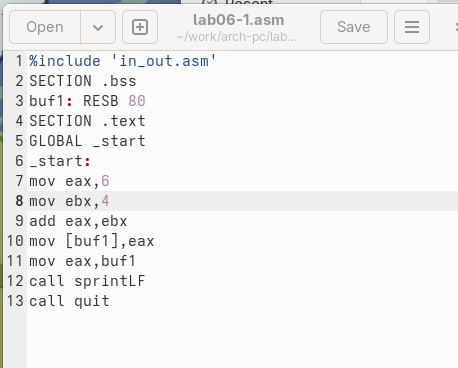 Recent
Open
lab06-1.asm
~/work/arch-pc/lab...
Save
1 %include 'in_out.asm'
2 SECTION .bss
3 buf1: RESB 80
4 SECTION .text
5 GLOBAL _start
6 _start:
7 mov eax,6
8 mov ebx,4
9 add eax,ebx
10 mov [buf1],eax
11 mov eax,buf1
12 call sprintLF
13 call quit